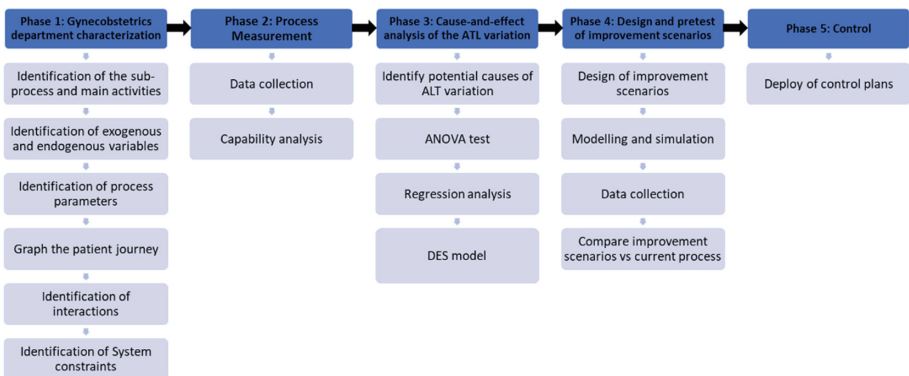 Phase 1: Gynecobstetrics
department characterization
Identification of the sub-
process and main activities
Identification of exogenous
and endogenous variables
Identification of process
parameters
Graph the patient journey
Identification of
interactions
Identification of System
constraints
Phase 2: Process
Measurement
Data collection
Capability analysis
Phase 3: Cause-and-effect
analysis of the ATL variation
Identify potential causes of
ALT variation
ANOVA test
Regression analysis
DES model
Phase 4: Design and pretest
of improvement scenarios
Design of improvement
scenarios
Modelling and simulation
Data collection
Compare improvement
scenarios vs current process
Phase 5: Control
Deploy of control plans